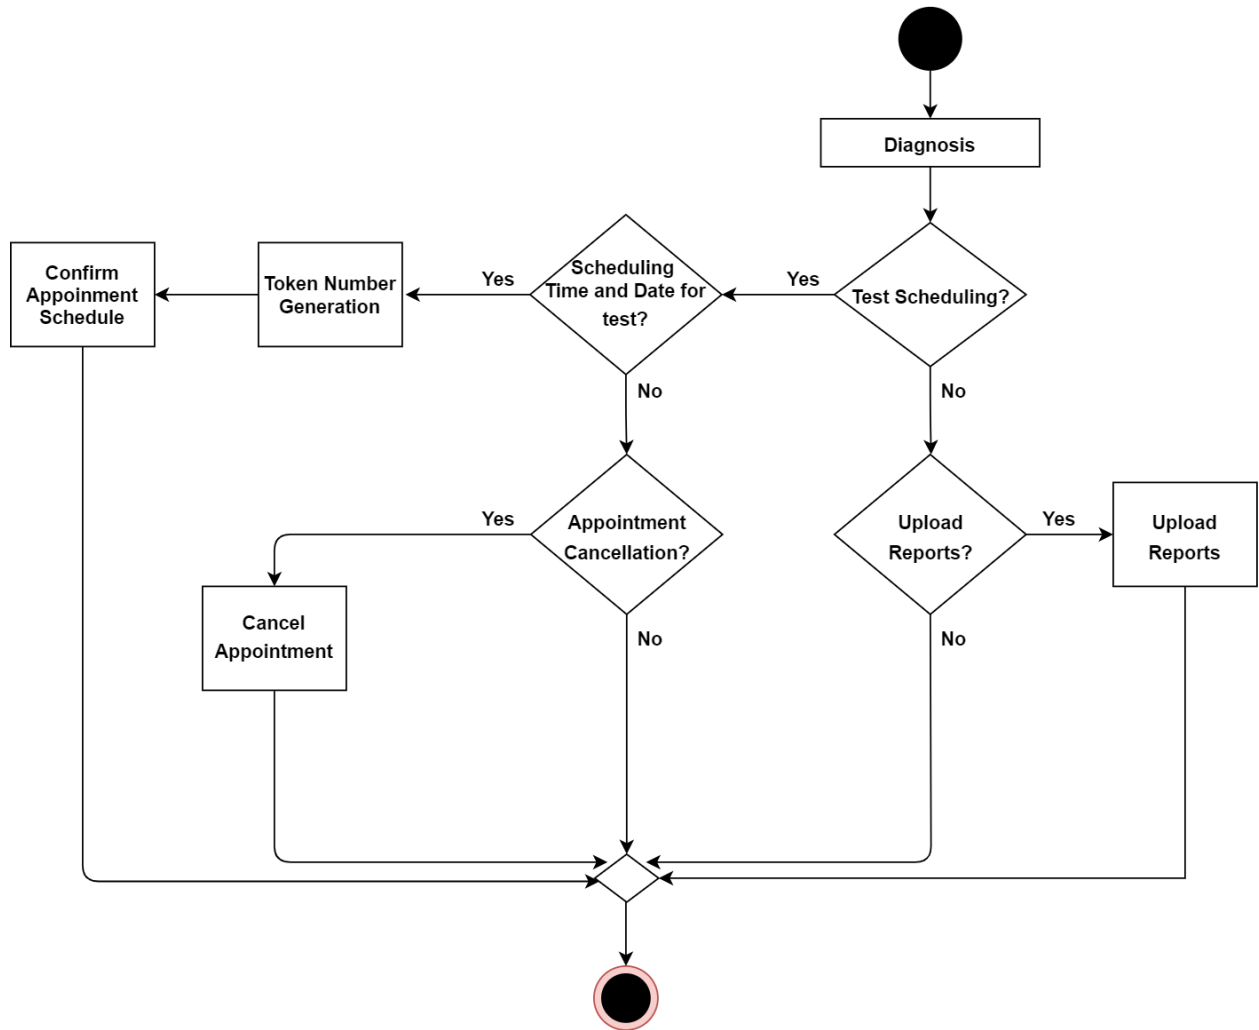 Diagnosis
Confirm
Appoinment
Schedule
Token Number
Generation
Yes
Scheduling
Time and Date for
test?
Yes
Test Scheduling?
No
No
Yes
Appointment
Cancellation?
Upload
Reports?
Yes
Upload
Reports
Cancel
Appointment
No
No